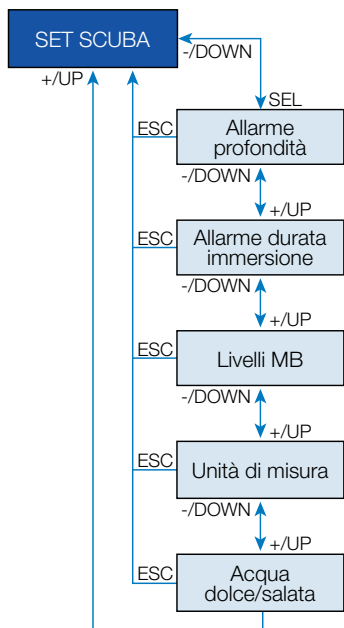 SET SCUBA
-/DOWN
+/UP
SEL
ESC
Allarme
profondità
-/DOWN
+/UP
ESC
Allarme durata
immersione
-/DOWN
+/UP
ESC
Livelli MB
-/DOWN
+/UP
ESC
Unità di misura
-/DOWN
+/UP
ESC
Acqua
dolce/salata